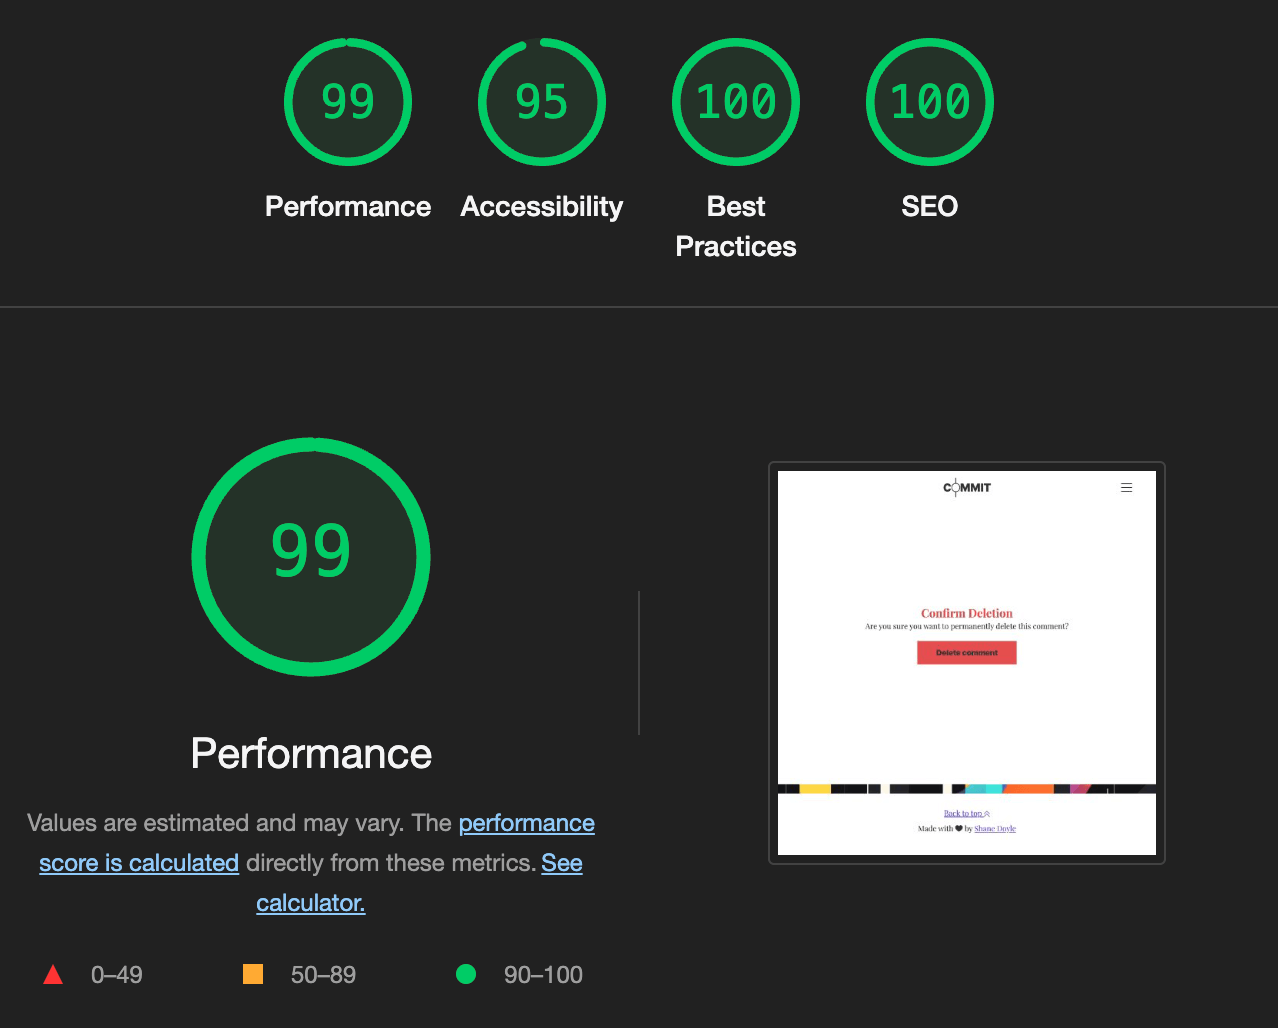 99
95
100
100
Performance
Accessibility
Best
Practices
SEO
99
Performance
Values are estimated and may vary. The performance
score is calculated directly from these metrics. See
calculator.
0–49
50–89
90–100
COMMIT
Confirm Deletion
Are you sure you want to permanently delete this comment?
Delete comment
Back to top
Made with ♥ by Shane Doyle